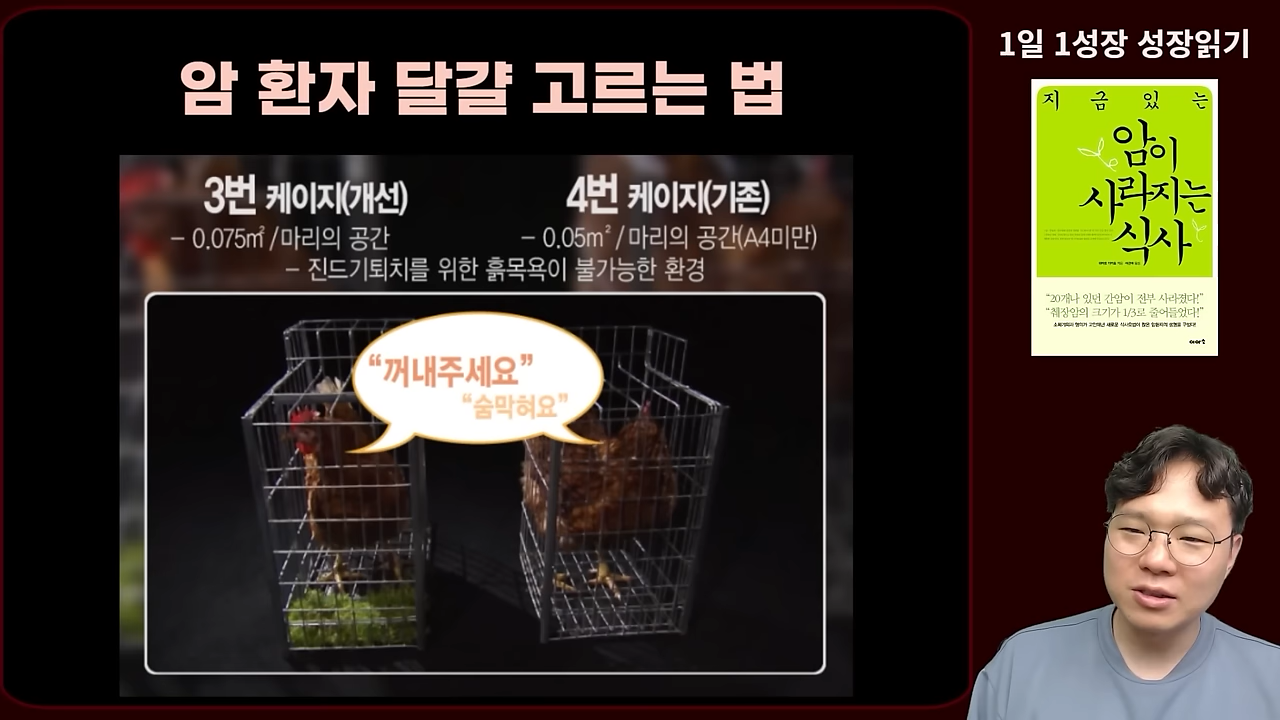 암 환자 달걀 고르는 법
3번 케이지(개선)
- 0.075㎡/마리의 공간
4번 케이지(기존)
- 0.05㎡/마리의 공간(A4미만)
- 진드기퇴치를 위한 흙목욕이 불가능한 환경
“꺼내주세요”
“숨막혀요”
1일 1성장 성장읽기
지금있는
암이
사라지는
식사
“20개나 있던 간암이 전부 사라졌다!”
“췌장암의 크기가 1/3로 줄어들었다!”